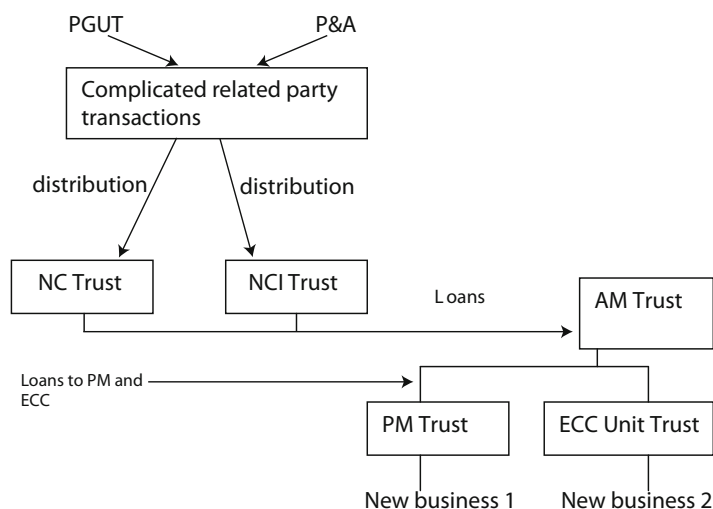 PGUT
P&A
Complicated related party
transactions
distribution
distribution
NC Trust
NCI Trust
Loans
AM Trust
Loans to PM and
ECC
PM Trust
ECC Unit Trust
New business 1
New business 2